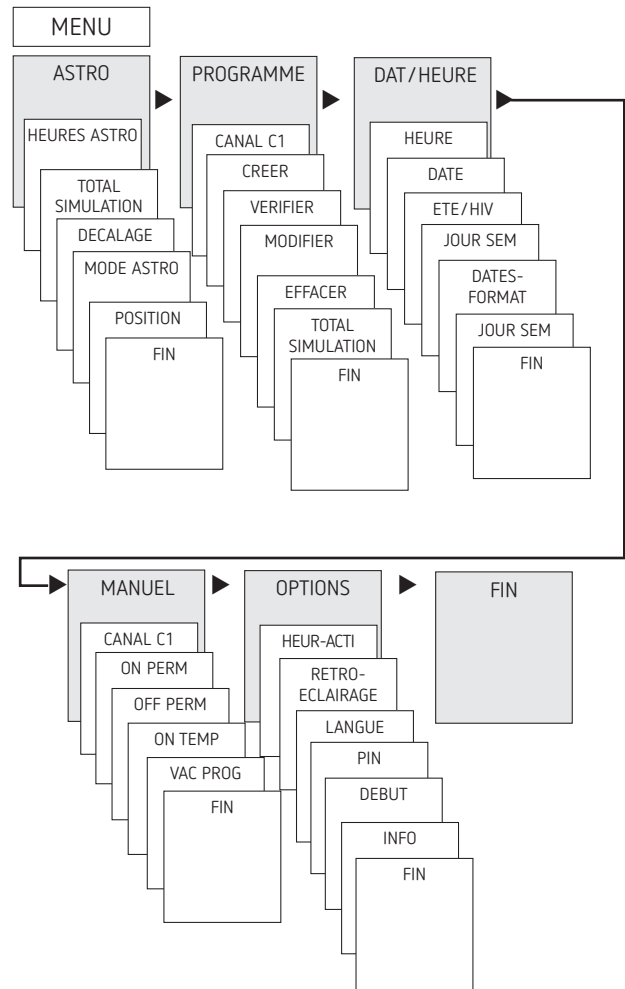 MENU
ASTRO
HEURES ASTRO
TOTAL
SIMULATION
DECALAGE
MODE ASTRO
POSITION
FIN
PROGRAMME
CANAL C1
CREER
VERIFIER
MODIFIER
EFFACER
TOTAL
SIMULATION
FIN
DAT/HEURE
HEURE
DATE
ETE/HIV
JOUR SEM
DATES-
FORMAT
JOUR SEM
FIN
MANUEL
CANAL C1
ON PERM
OFF PERM
ON TEMP
VAC PROG
FIN
OPTIONS
HEUR-ACTI
RETRO-
ECLAIRAGE
LANGUE
PIN
DEBUT
INFO
FIN
FIN